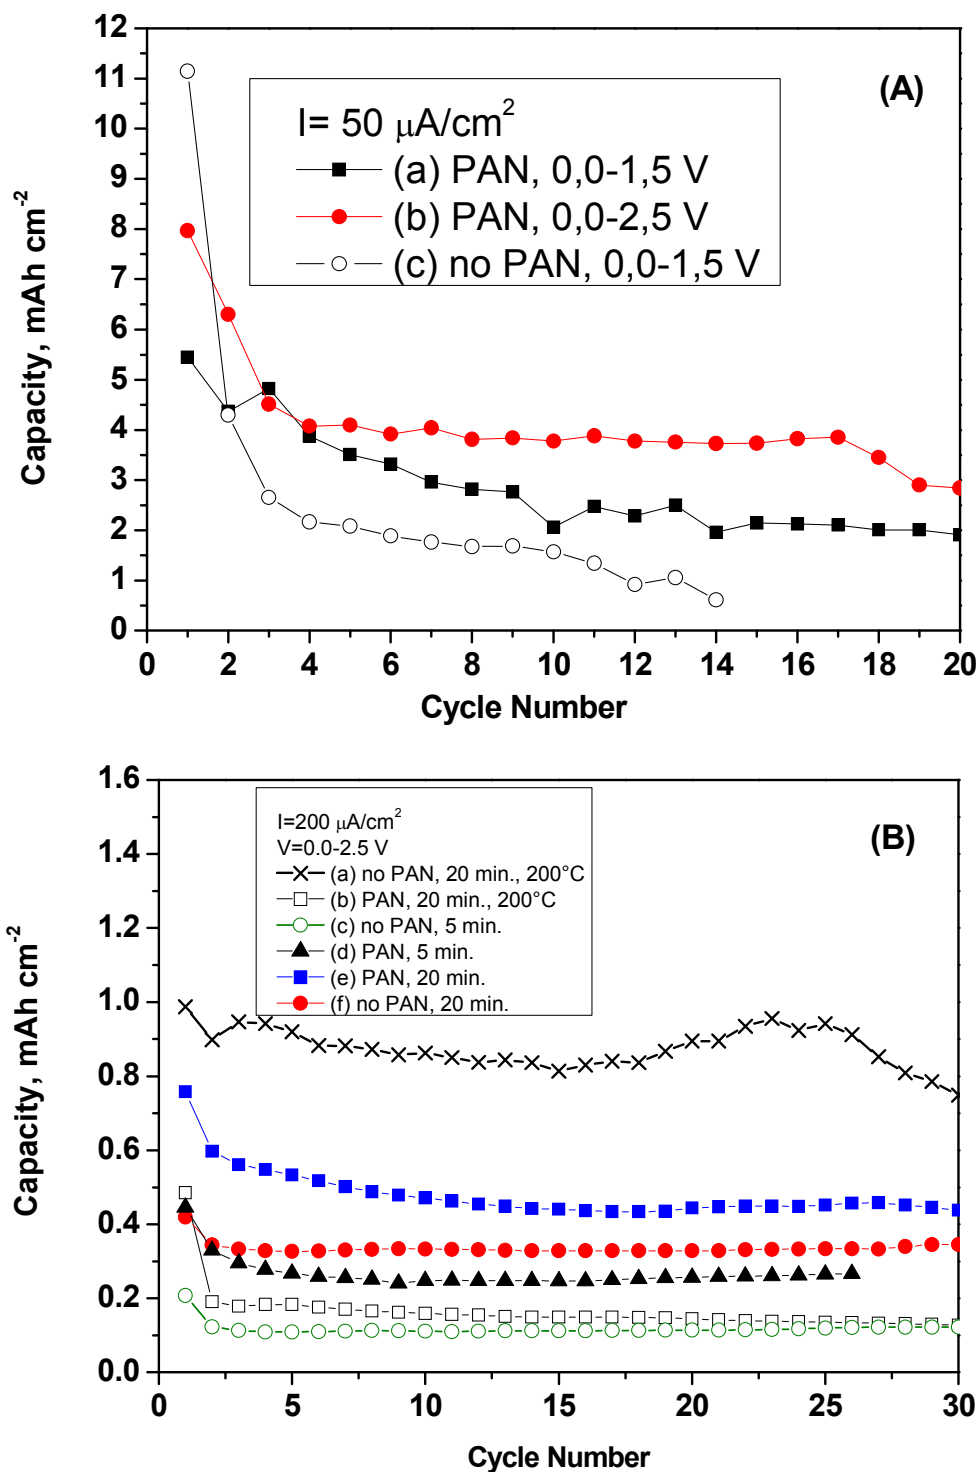 12
11
10
9
8
7
6
5
4
3
2
1
0
0 2 4 6 8 10 12 14 16 18 20
Capacity, mAh cm⁻²
Cycle Number
(A)
I= 50 μA/cm²
(a) PAN, 0,0-1,5 V
(b) PAN, 0,0-2,5 V
(c) no PAN, 0,0-1,5 V
1.6
1.4
1.2
1.0
0.8
0.6
0.4
0.2
0.0
0 5 10 15 20 25 30
Capacity, mAh cm⁻²
Cycle Number
(B)
I=200 μA/cm²
V=0.0-2.5 V
(a) no PAN, 20 min., 200°C
(b) PAN, 20 min., 200°C
(c) no PAN, 5 min.
(d) PAN, 5 min.
(e) PAN, 20 min.
(f) no PAN, 20 min.